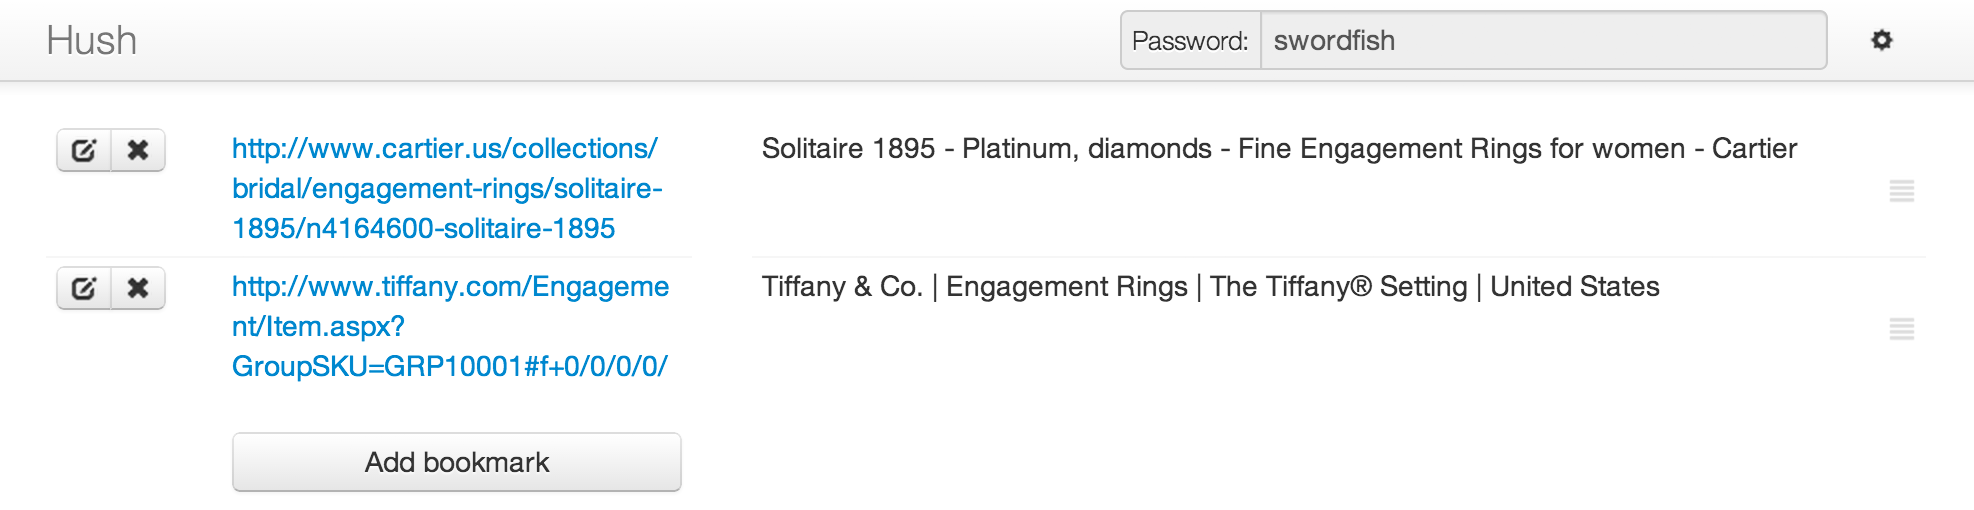 Hush
Password: swordfish
http://www.cartier.us/collections/
bridal/engagement-rings/solitaire-
1895/n4164600-solitaire-1895
Solitaire 1895 - Platinum, diamonds - Fine Engagement Rings for women - Cartier
http://www.tiffany.com/Engageme
nt/Item.aspx?
GroupSKU=GRP10001#f+0/0/0/0/
Tiffany & Co. | Engagement Rings | The Tiffany® Setting | United States
Add bookmark